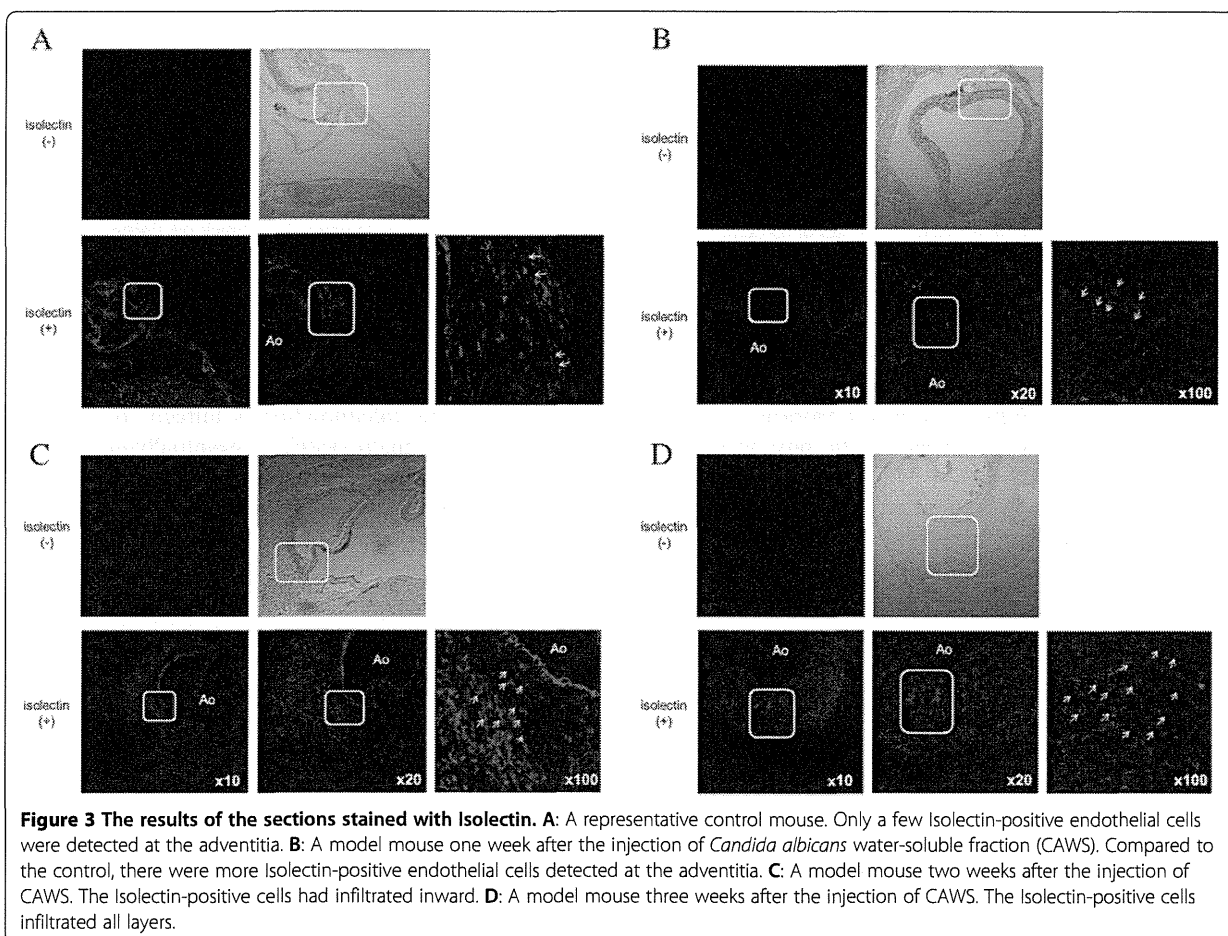 A
B
isolectin
(-)
isolectin
(-)
isolectin
(+)
Ao
isolectin
(+)
Ao
x10
Ao
x20
x100
C
D
isolectin
(-)
isolectin
(-)
isolectin
(+)
Ao
x10
Ao
x20
Ao
x100
isolectin
(+)
Ao
x10
Ao
x20
x100
Figure 3 The results of the sections stained with Isolectin. A: A representative control mouse. Only a few Isolectin-positive endothelial cells
were detected at the adventitia. B: A model mouse one week after the injection of Candida albicans water-soluble fraction (CAWS). Compared to
the control, there were more Isolectin-positive endothelial cells detected at the adventitia. C: A model mouse two weeks after the injection of
CAWS. The Isolectin-positive cells had infiltrated inward. D: A model mouse three weeks after the injection of CAWS. The Isolectin-positive cells
infiltrated all layers.